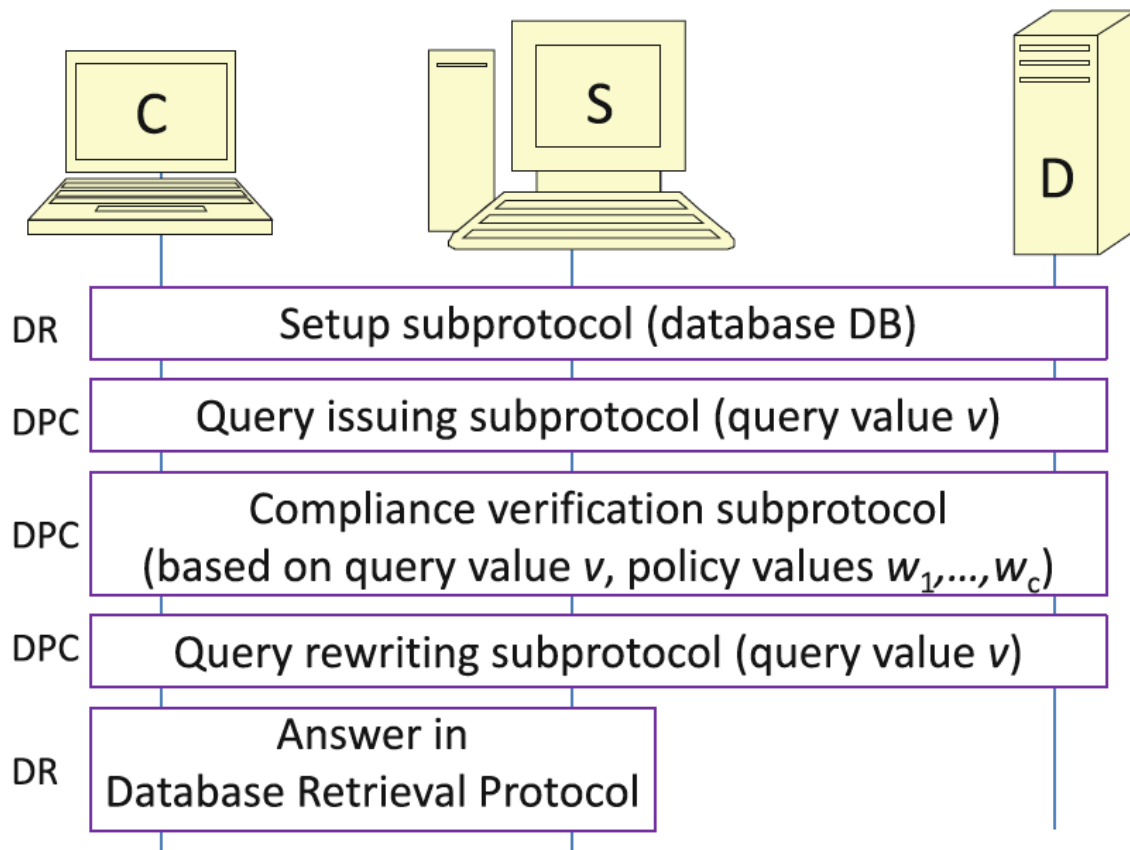 C
S
D
DR
Setup subprotocol (database DB)
DPC
Query issuing subprotocol (query value v)
DPC
Compliance verification subprotocol
(based on query value v, policy values w₁,...,w_c)
DPC
Query rewriting subprotocol (query value v)
DR
Answer in
Database Retrieval Protocol